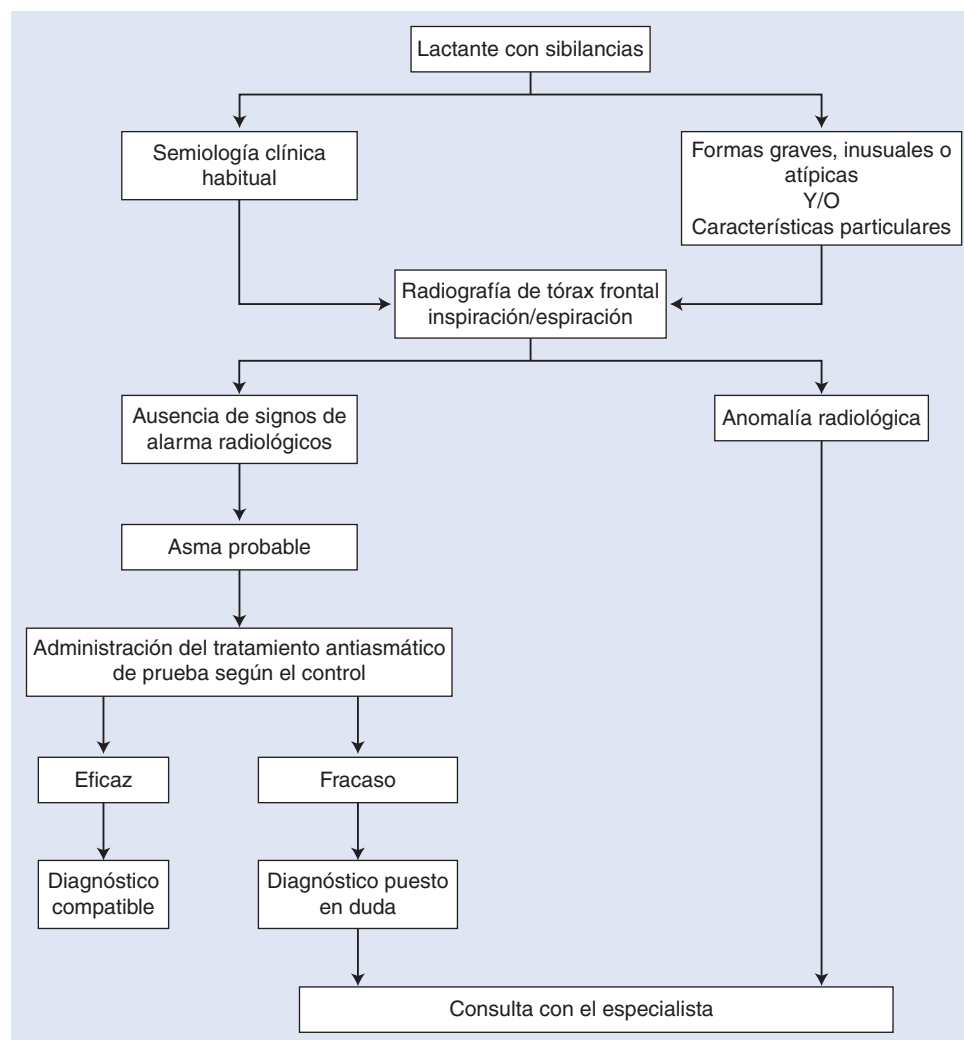 Lactante con sibilancias
Semiología clínica
habitual
Formas graves, inusuales o
atípicas
Y/O
Características particulares
Radiografía de tórax frontal
inspiración/espiración
Ausencia de signos de
alarma radiológicos
Anomalía radiológica
Asma probable
Administración del tratamiento antiasmático
de prueba según el control
Eficaz
Fracaso
Diagnóstico
compatible
Diagnóstico puesto
en duda
Consulta con el especialista